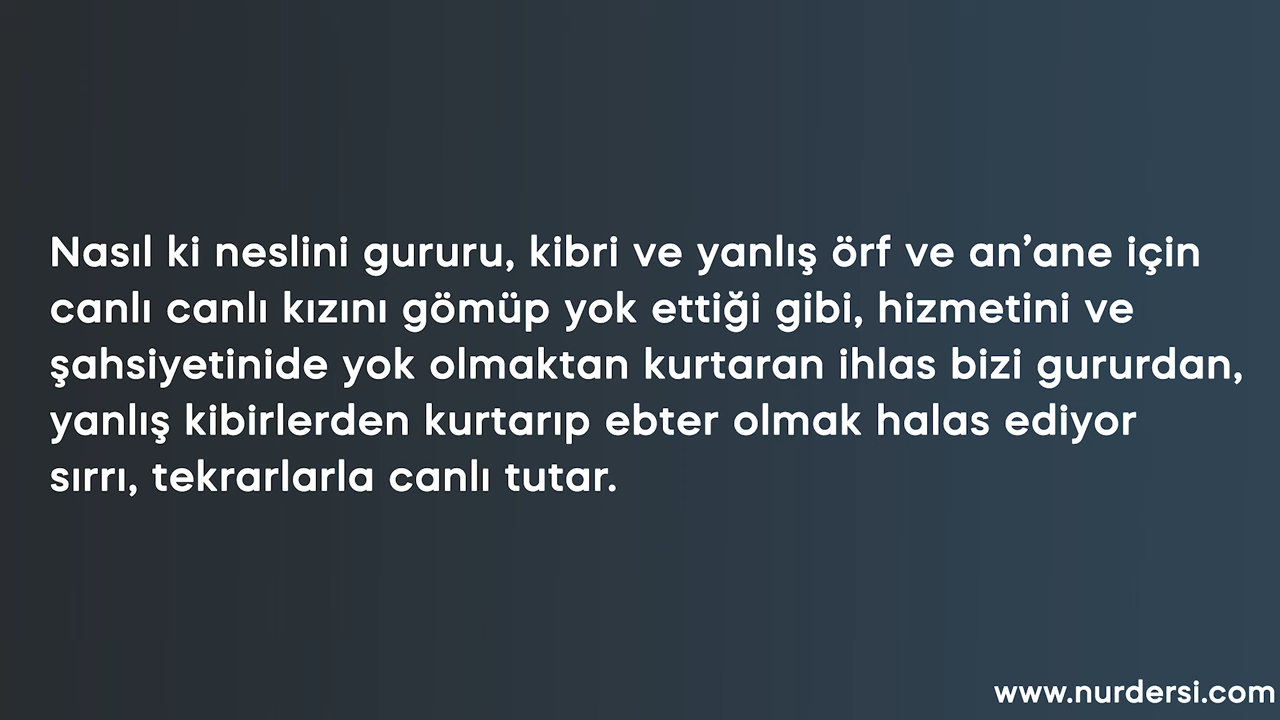 Nasıl ki neslini gururu, kibri ve yanlış örf ve an’ane için
canlı canlı kızını gömüp yok ettiği gibi, hizmetini ve
şahsiyetinide yok olmaktan kurtaran ihlas bizi gururdan,
yanlış kibirlerden kurtarıp ebter olmak halas ediyor
sırrı, tekrarlarla canlı tutar.
www.nurdersi.com